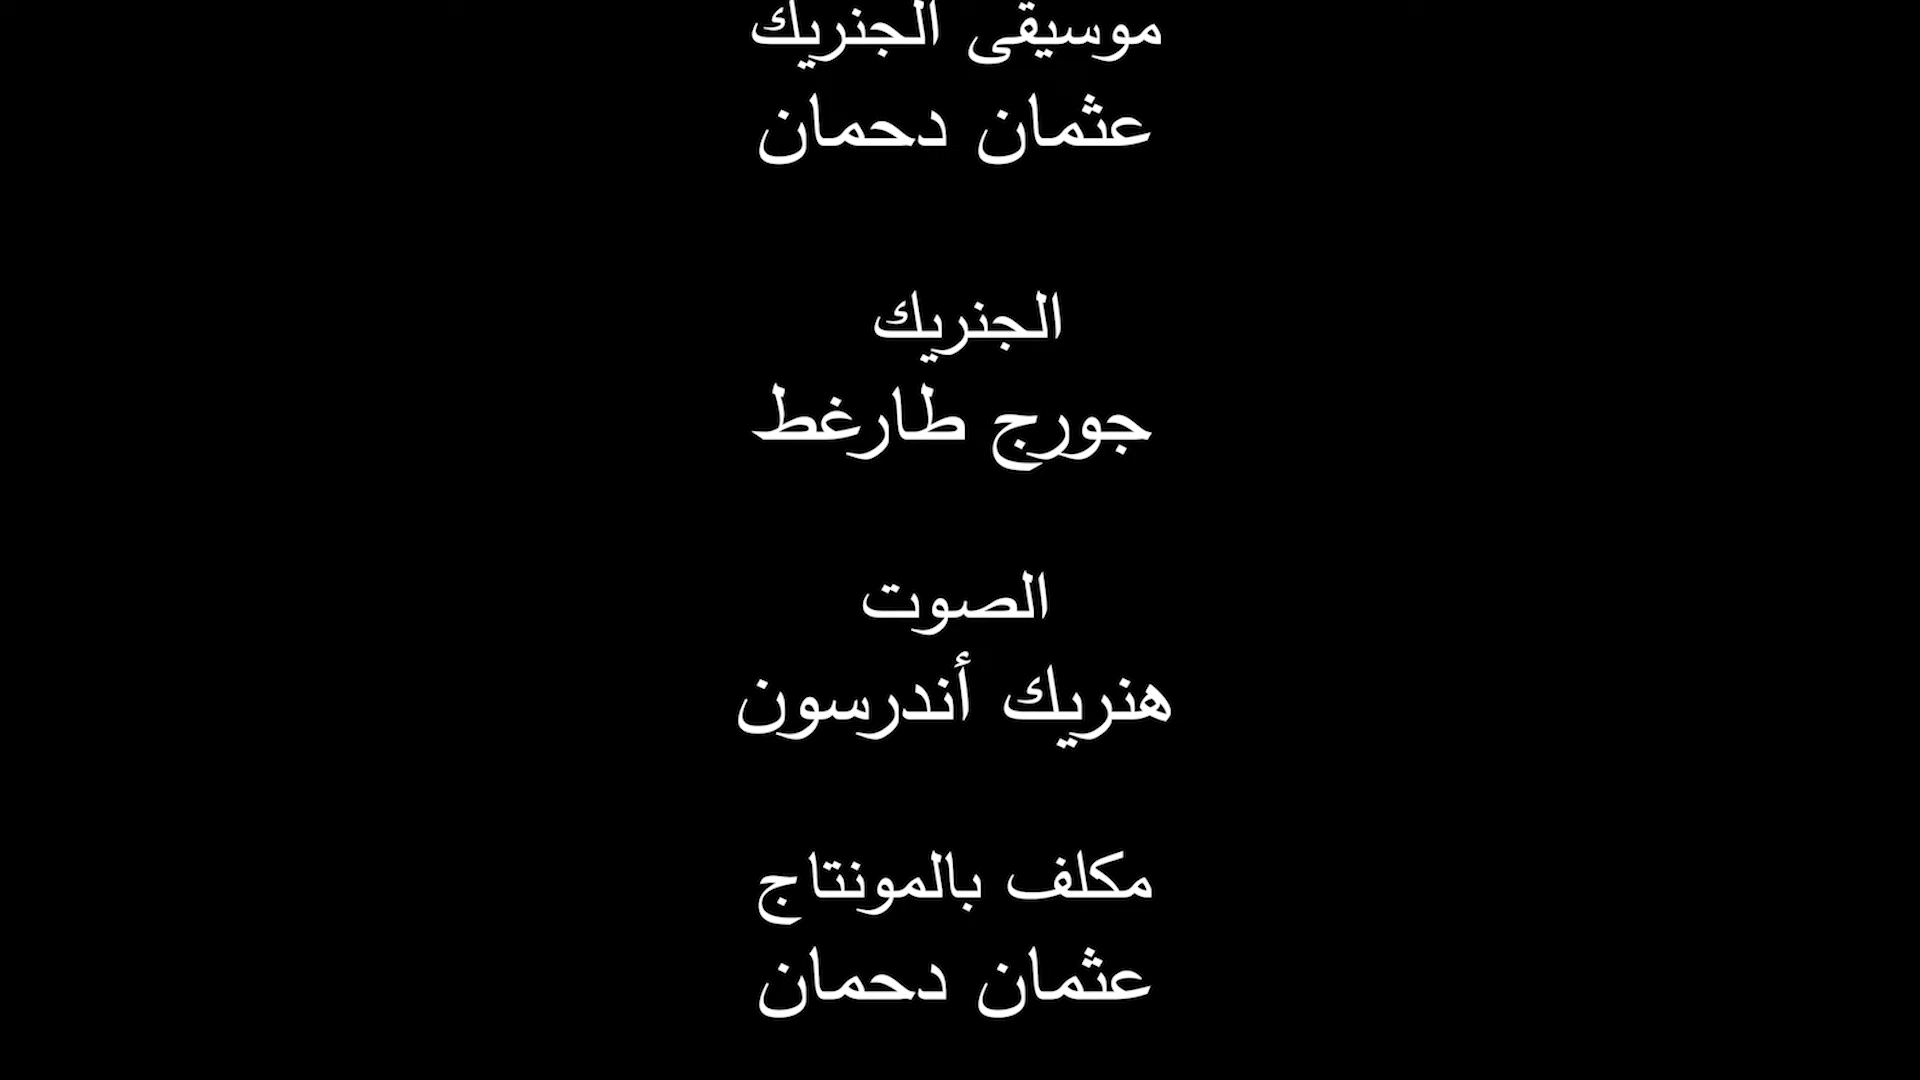 موسيقى الجنريك
عثمان دحمان
الجنريك
جورج طارغط
الصوت
هنريك أندرسون
مكلف بالمونتاج
عثمان دحمان